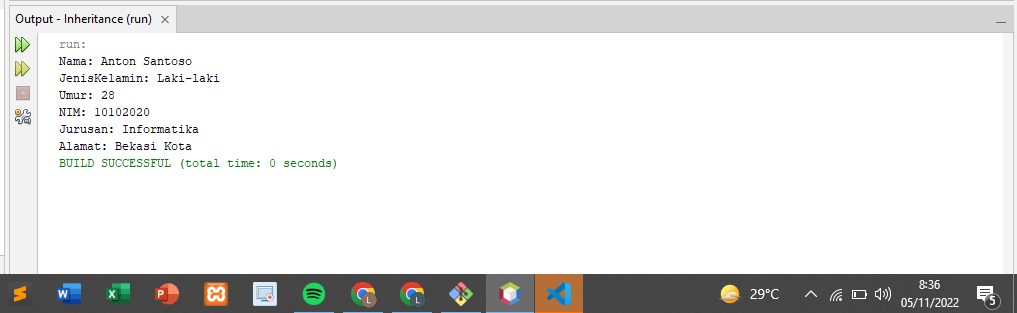 Output - Inheritance (run)
run:
Nama: Anton Santoso
JenisKelamin: Laki-laki
Umur: 28
NIM: 10102020
Jurusan: Informatika
Alamat: Bekasi Kota
BUILD SUCCESSFUL (total time: 0 seconds)
S W X P L L 29°C 8:36
05/11/2022 5